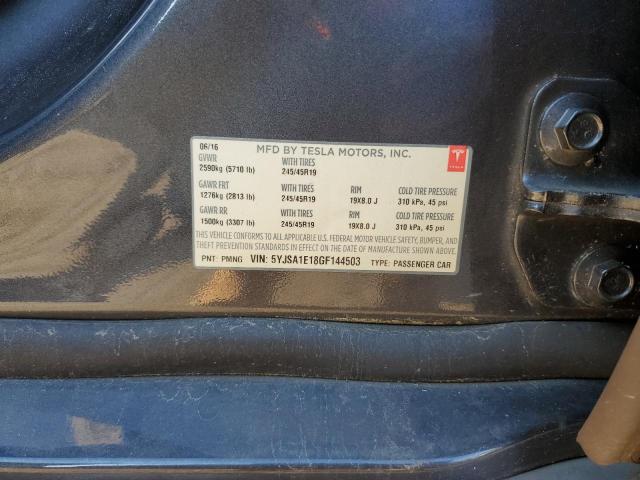 06/16 MFD BY TESLA MOTORS, INC.
GVWR WITH TIRES
2590kg (5710 lb) 245/45R19
GAWR FRT WITH TIRES RIM COLD TIRE PRESSURE
1276kg (2813 lb) 245/45R19 19X8.0 J 310 kPa, 45 psi
GAWR RR WITH TIRES RIM COLD TIRE PRESSURE
1500kg (3307 lb) 245/45R19 19X8.0 J 310 kPa, 45 psi
THIS VEHICLE CONFORMS TO ALL APPLICABLE U.S. FEDERAL MOTOR VEHICLE SAFETY, BUMPER, AND
THEFT PREVENTION STANDARDS IN EFFECT ON THE DATE OF MANUFACTURE SHOWN ABOVE.
PNT: PMNG VIN: 5YJSA1E18GF144503 TYPE: PASSENGER CAR